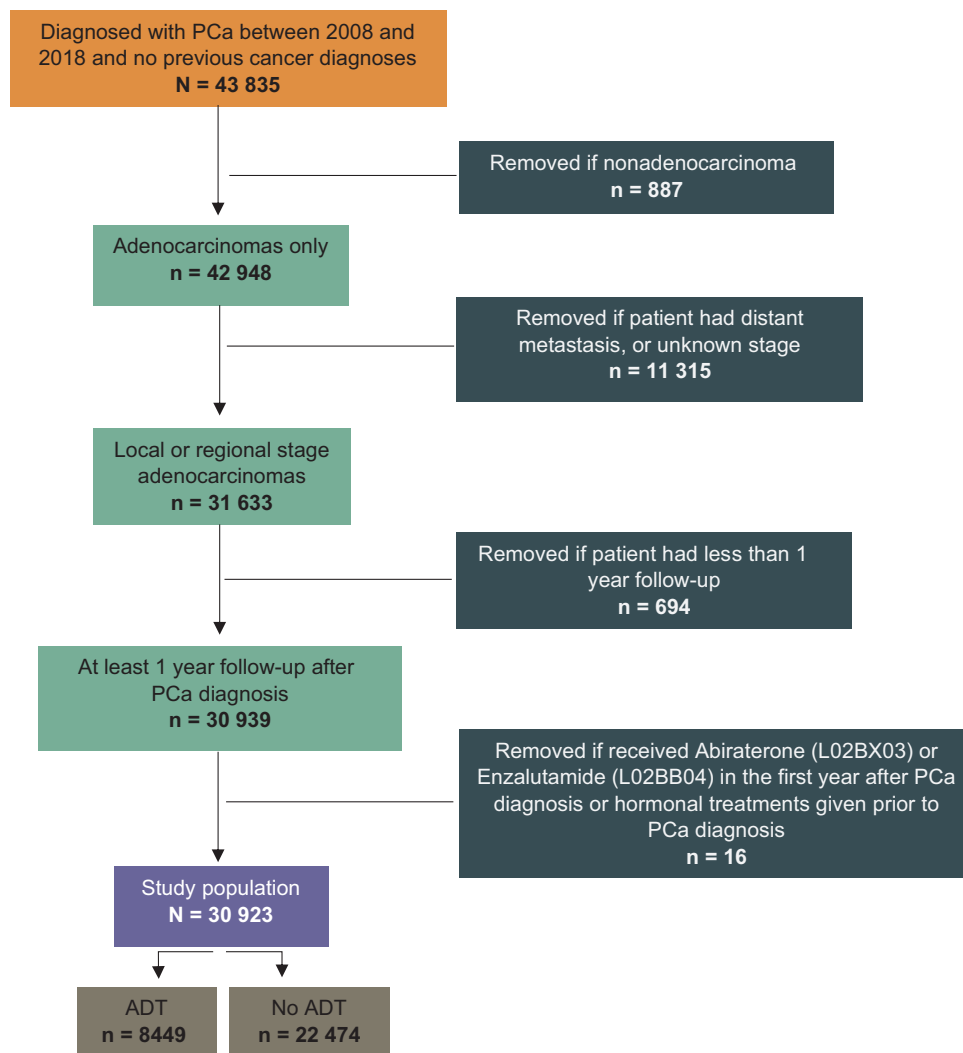 Diagnosed with PCa between 2008 and
2018 and no previous cancer diagnoses
N = 43 835
Removed if nonadenocarcinoma
n = 887
Adenocarcinomas only
n = 42 948
Removed if patient had distant
metastasis, or unknown stage
n = 11 315
Local or regional stage
adenocarcinomas
n = 31 633
Removed if patient had less than 1
year follow-up
n = 694
At least 1 year follow-up after
PCa diagnosis
n = 30 939
Removed if received Abiraterone (L02BX03) or
Enzalutamide (L02BB04) in the first year after PCa
diagnosis or hormonal treatments given prior to
PCa diagnosis
n = 16
Study population
N = 30 923
ADT
n = 8449
No ADT
n = 22 474